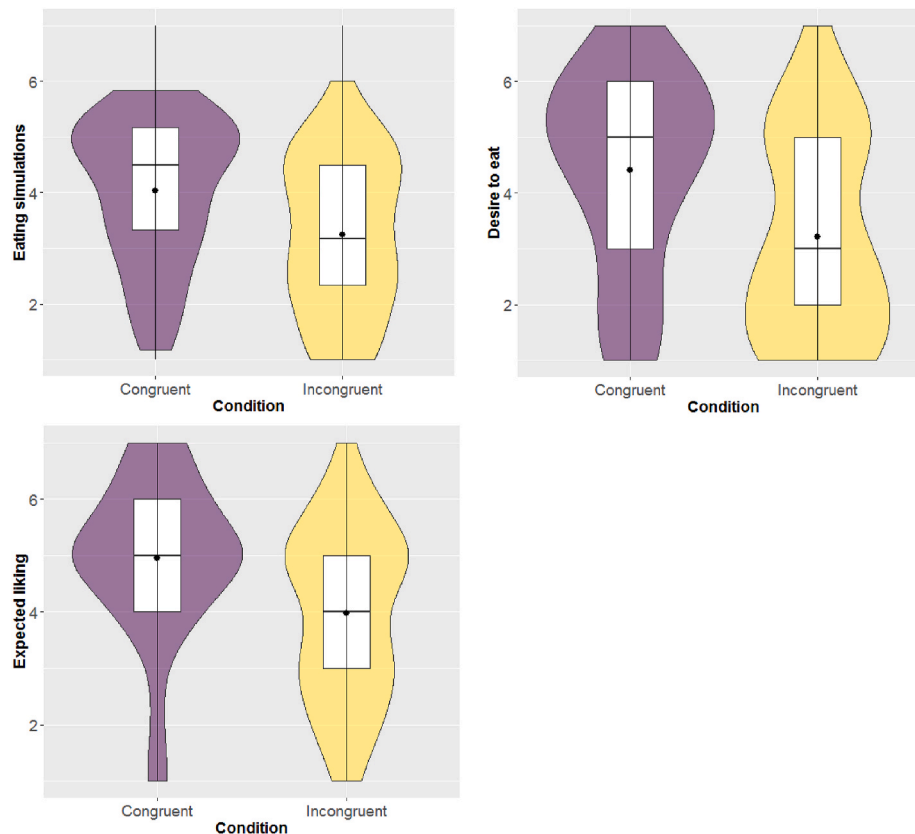 Eating simulations
6
4
2
Congruent Incongruent
Condition
Desire to eat
6
4
2
Congruent Incongruent
Condition
Expected liking
6
4
2
Congruent Incongruent
Condition